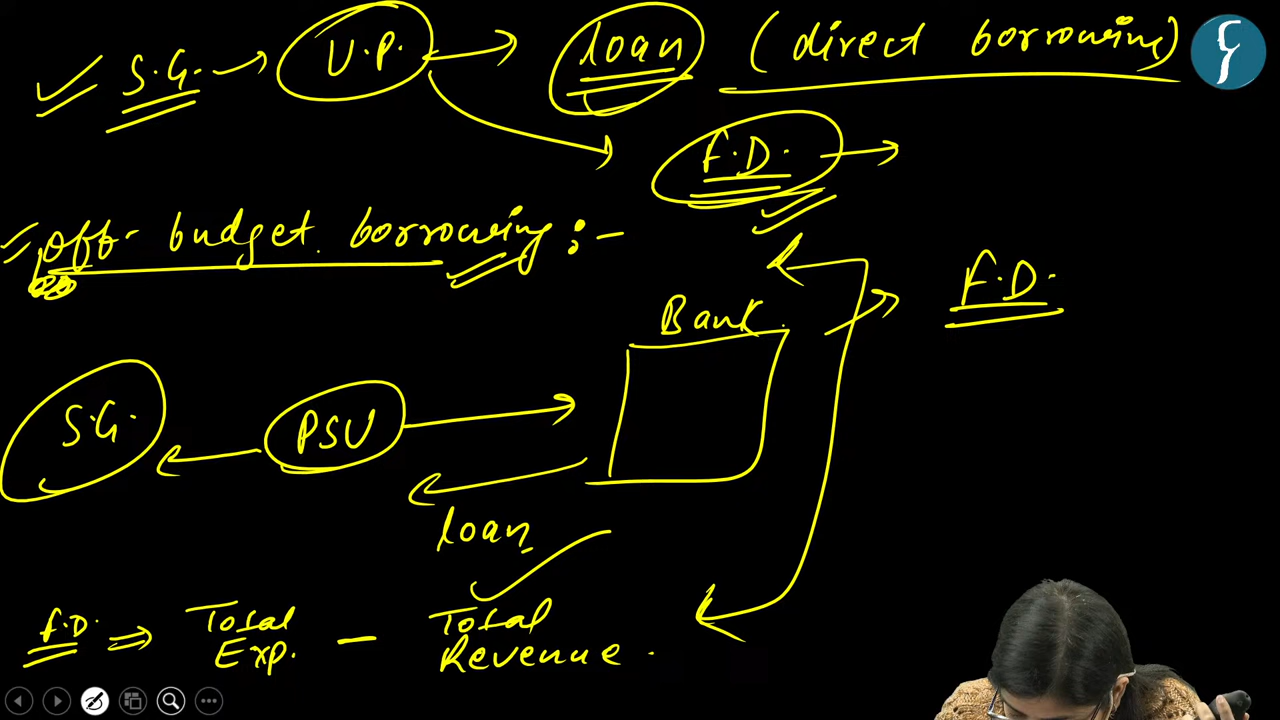 S.G. → U.P. → loan (direct borrowing)
F.D. →
off-budget borrowing :-
F.D.
Bank
S.G. ← PSU →
loan
F.D. ⇒ Total Exp. — Total Revenue.